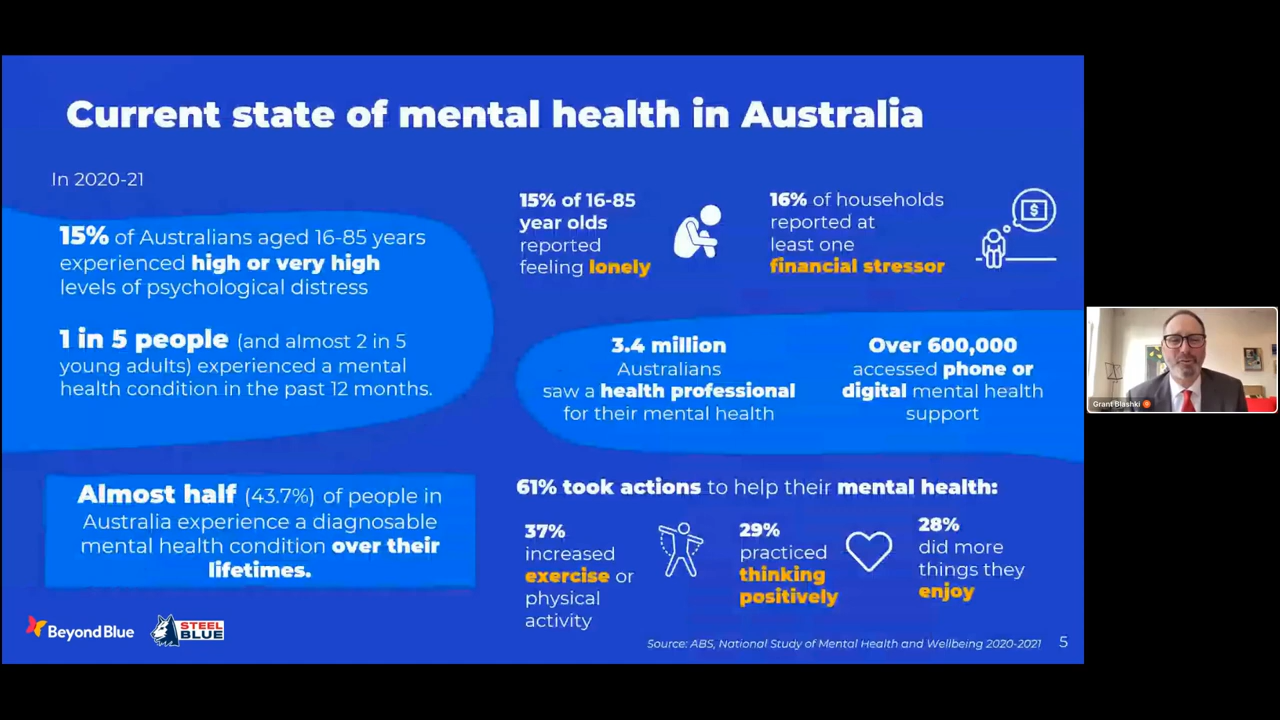 Current state of mental health in Australia
In 2020-21
15% of Australians aged 16-85 years
experienced high or very high
levels of psychological distress
1 in 5 people (and almost 2 in 5
young adults) experienced a mental
health condition in the past 12 months.
Almost half (43.7%) of people in
Australia experience a diagnosable
mental health condition over their
lifetimes.
15% of 16-85
year olds
reported
feeling lonely
16% of households
reported at
least one
financial stressor
$
3.4 million
Australians
saw a health professional
for their mental health
Over 600,000
accessed phone or
digital mental health
support
61% took actions to help their mental health:
37%
increased
exercise or
physical
activity
29%
practiced
thinking
positively
28%
did more
things they
enjoy
Beyond Blue
STEEL
BLUE
Source: ABS, National Study of Mental Health and Wellbeing 2020-2021
5
Grant Blashki